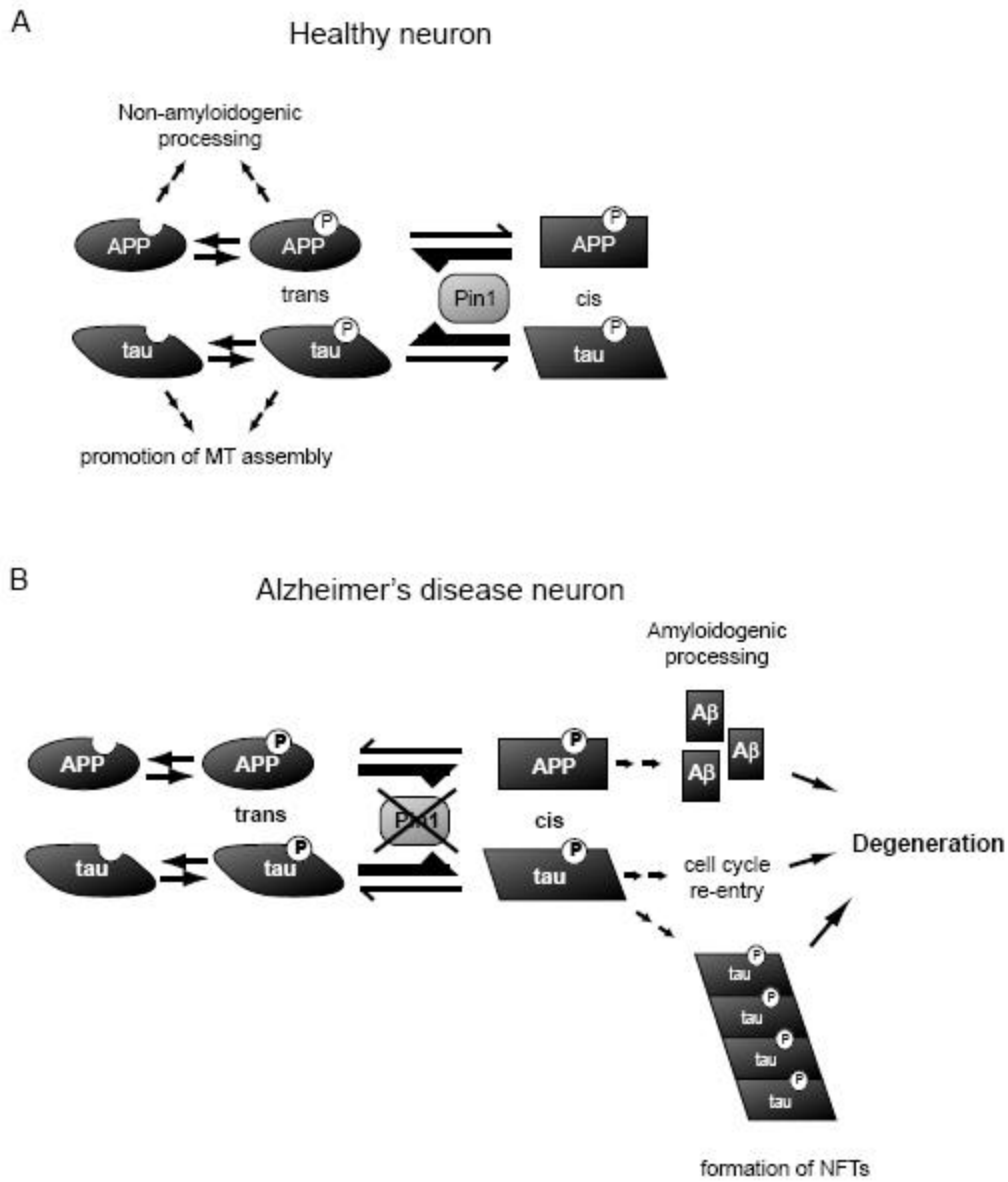 A
Healthy neuron
Non-amyloidogenic
processing
APP
APP
P
APP
P
trans
Pin1
cis
tau
tau
P
tau
P
promotion of MT assembly
B
Alzheimer's disease neuron
Amyloidogenic
processing
Aβ
Aβ
Aβ
APP
APP
P
APP
P
trans
Pin1
cis
tau
tau
P
tau
P
cell cycle
re-entry
Degeneration
tau
P
tau
P
tau
P
tau
P
formation of NFTs